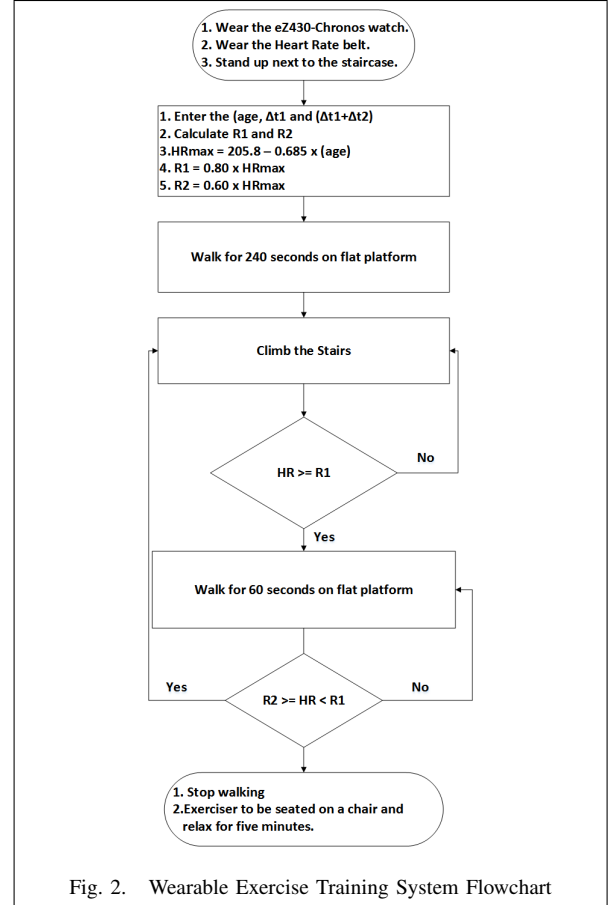 1. Wear the eZ430-Chronos watch.
2. Wear the Heart Rate belt.
3. Stand up next to the staircase.
1. Enter the (age, Δt1 and (Δt1+Δt2)
2. Calculate R1 and R2
3.HRmax = 205.8 – 0.685 x (age)
4. R1 = 0.80 x HRmax
5. R2 = 0.60 x HRmax
Walk for 240 seconds on flat platform
Climb the Stairs
No
HR >= R1
Yes
Walk for 60 seconds on flat platform
Yes
No
R2 >= HR < R1
1. Stop walking
2.Exerciser to be seated on a chair and
relax for five minutes.
Fig. 2. Wearable Exercise Training System Flowchart